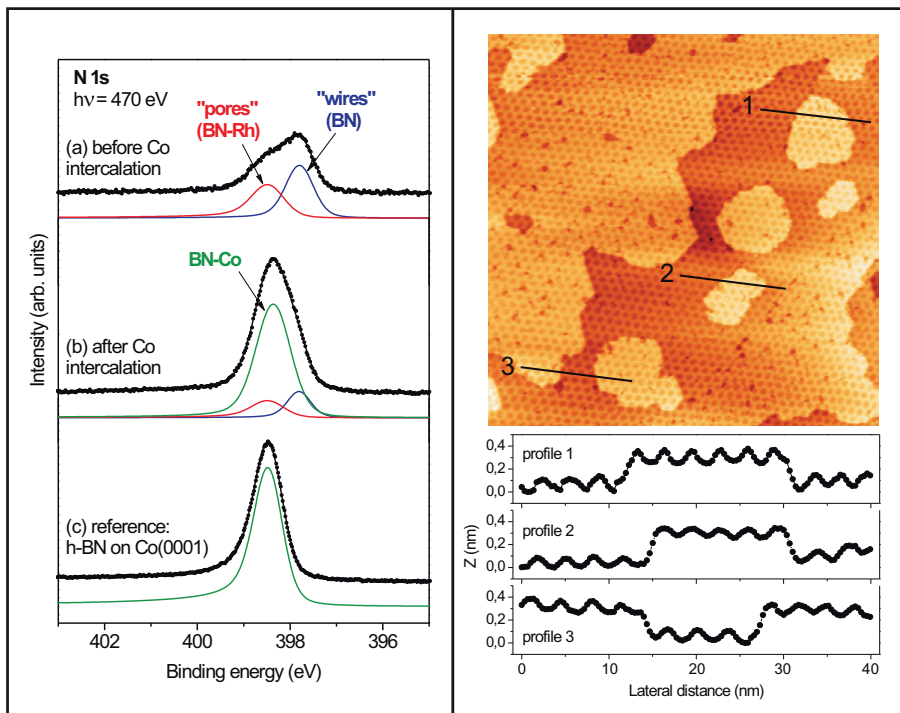 N 1s
hν = 470 eV
"pores"
(BN-Rh)
"wires"
(BN)
(a) before Co
intercalation
BN-Co
(b) after Co
intercalation
(c) reference:
h-BN on Co(0001)
Intensity (arb. units)
402 400 398 396
Binding energy (eV)
1
2
3
profile 1
0,4
0,2
0,0
profile 2
0,4
0,2
0,0
profile 3
0,4
0,2
0,0
Z (nm)
0 10 20 30 40
Lateral distance (nm)